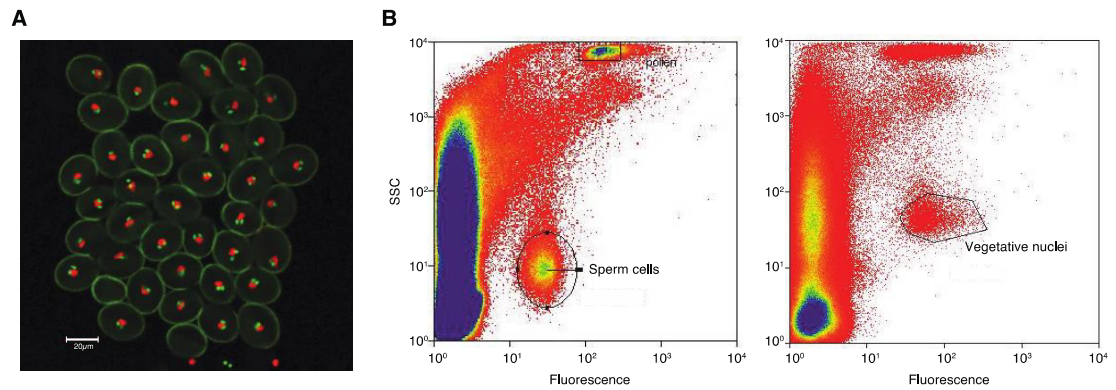 A
20µm
B
SSC
10⁴
10³
10²
10¹
10⁰
10⁰ 10¹ 10² 10³ 10⁴
Fluorescence
pollen
Sperm cells
10⁴
10³
10²
10¹
10⁰
10⁰ 10¹ 10² 10³ 10⁴
Fluorescence
Vegetative nuclei